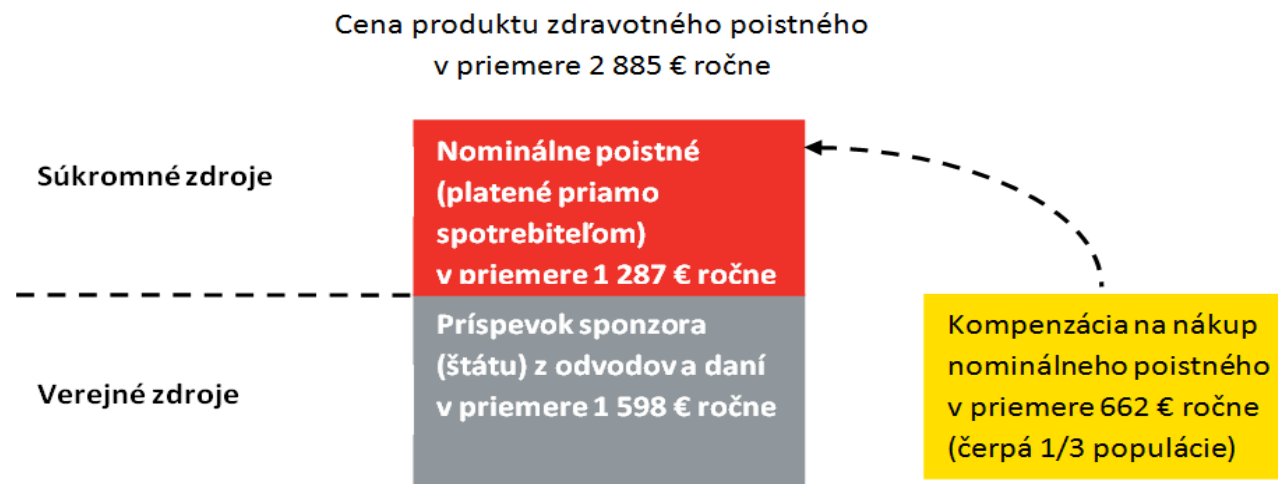 Cena produktu zdravotného poistného
v priemere 2 885 € ročne
Súkromné zdroje
Nominálne poistné
(platené priamo
spotrebiteľom)
v priemere 1 287 € ročne
Verejné zdroje
Príspevok sponzora
(štátu) z odvodov a daní
v priemere 1 598 € ročne
Kompenzácia na nákup
nominálneho poistného
v priemere 662 € ročne
(čerpá 1/3 populácie)